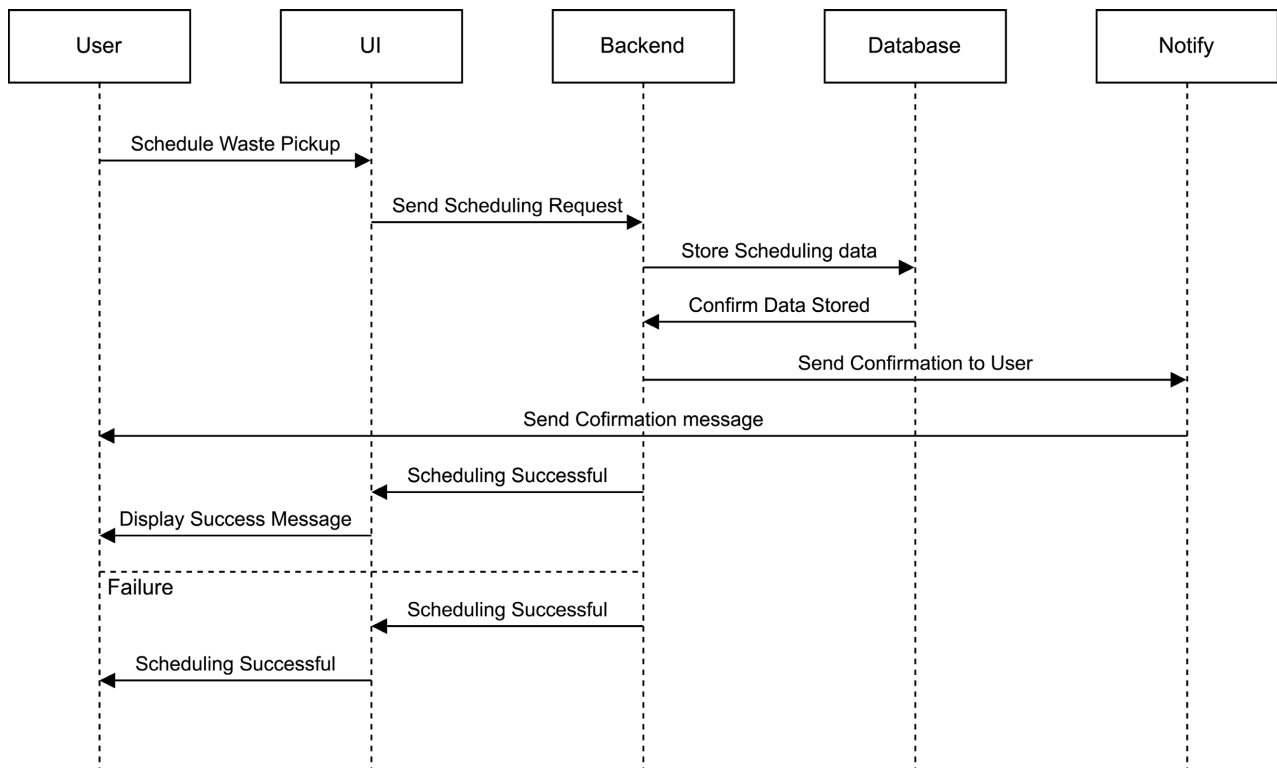 User
UI
Backend
Database
Notify
Schedule Waste Pickup
Send Scheduling Request
Store Scheduling data
Confirm Data Stored
Send Confirmation to User
Send Cofirmation message
Scheduling Successful
Display Success Message
Failure
Scheduling Successful
Scheduling Successful